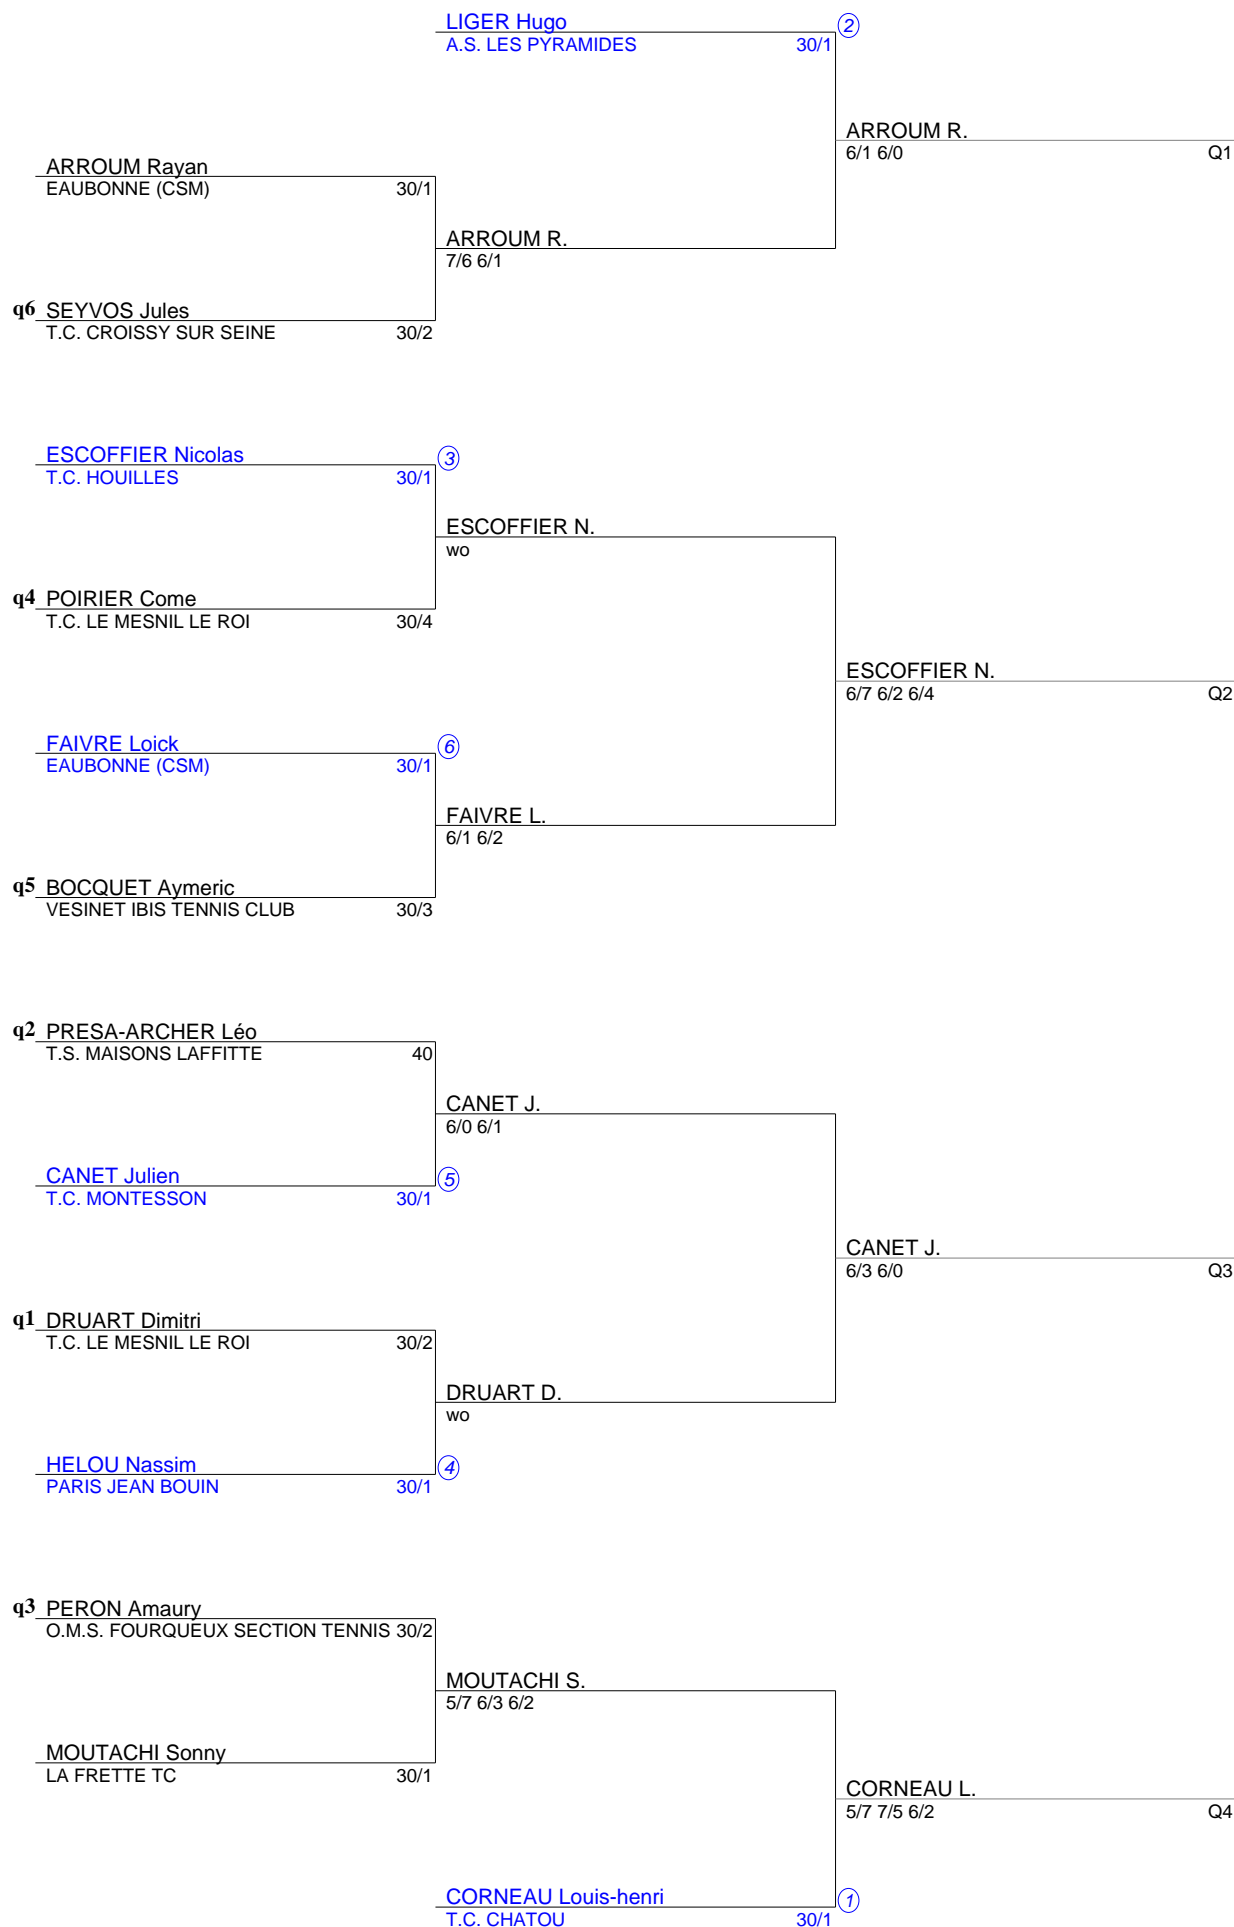 LIGER Hugo 2
A.S. LES PYRAMIDES 30/1
ARROUM R.
6/1 6/0 Q1
ARROUM Rayan
EAUBONNE (CSM) 30/1
ARROUM R.
7/6 6/1
q6 SEYVOS Jules
T.C. CROISSY SUR SEINE 30/2
ESCOFFIER Nicolas 3
T.C. HOUILLES 30/1
ESCOFFIER N.
wo
q4 POIRIER Come
T.C. LE MESNIL LE ROI 30/4
ESCOFFIER N.
6/7 6/2 6/4 Q2
FAIVRE Loick 6
EAUBONNE (CSM) 30/1
FAIVRE L.
6/1 6/2
q5 BOCQUET Aymeric
VESINET IBIS TENNIS CLUB 30/3
q2 PRESA-ARCHER Léo
T.S. MAISONS LAFFITTE 40
CANET J.
6/0 6/1
CANET Julien 5
T.C. MONTESSON 30/1
CANET J.
6/3 6/0 Q3
q1 DRUART Dimitri
T.C. LE MESNIL LE ROI 30/2
DRUART D.
wo
HELOU Nassim 4
PARIS JEAN BOUIN 30/1
q3 PERON Amaury
O.M.S. FOURQUEUX SECTION TENNIS 30/2
MOUTACHI S.
5/7 6/3 6/2
MOUTACHI Sonny
LA FRETTE TC 30/1
CORNEAU L.
5/7 7/5 6/2 Q4
CORNEAU Louis-henri 1
T.C. CHATOU 30/1